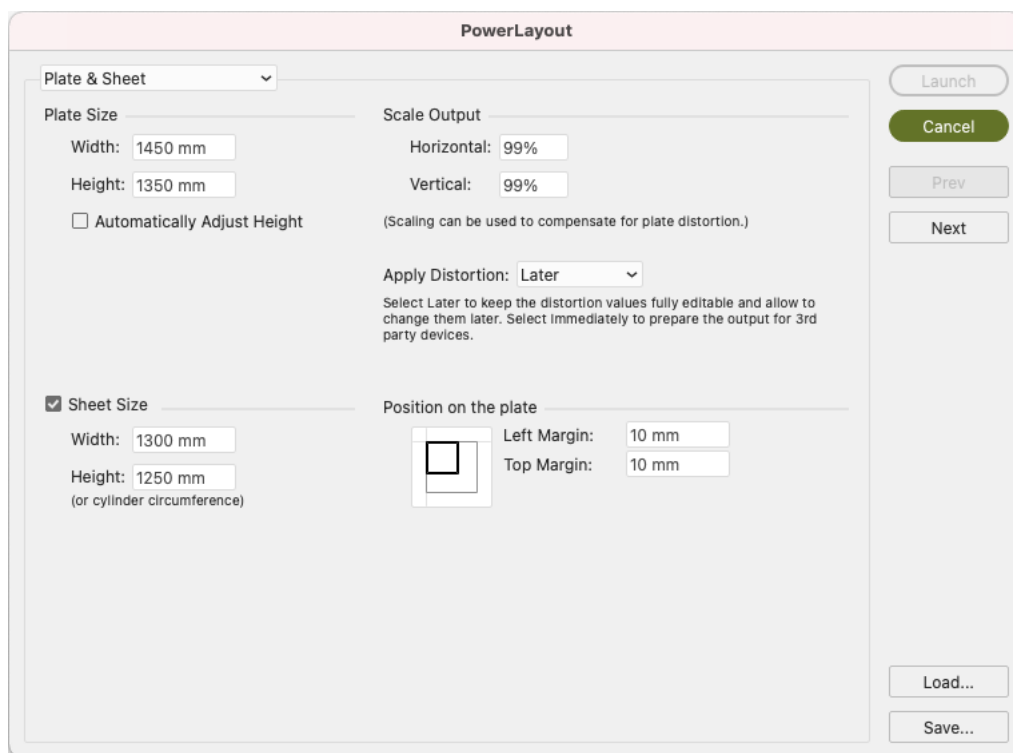 PowerLayout
Plate & Sheet
Plate Size
Width: 1450 mm
Height: 1350 mm
Automatically Adjust Height
Scale Output
Horizontal: 99%
Vertical: 99%
(Scaling can be used to compensate for plate distortion.)
Apply Distortion: Later
Select Later to keep the distortion values fully editable and allow to
change them later. Select Immediately to prepare the output for 3rd
party devices.
Sheet Size
Width: 1300 mm
Height: 1250 mm
(or cylinder circumference)
Position on the plate
Left Margin: 10 mm
Top Margin: 10 mm
Launch
Cancel
Prev
Next
Load...
Save...